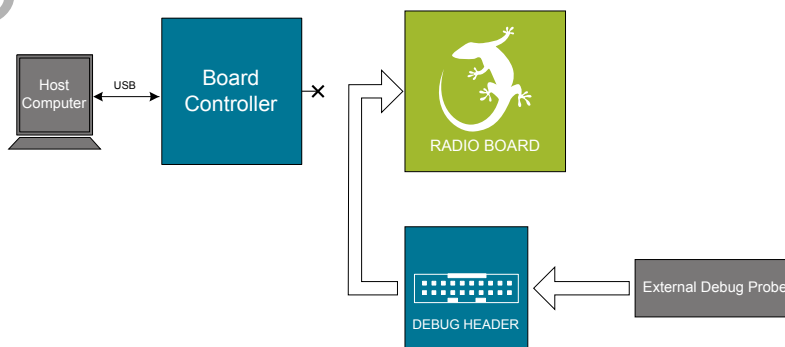 Host
Computer
USB
Board
Controller
RADIO BOARD
DEBUG HEADER
External Debug Probe